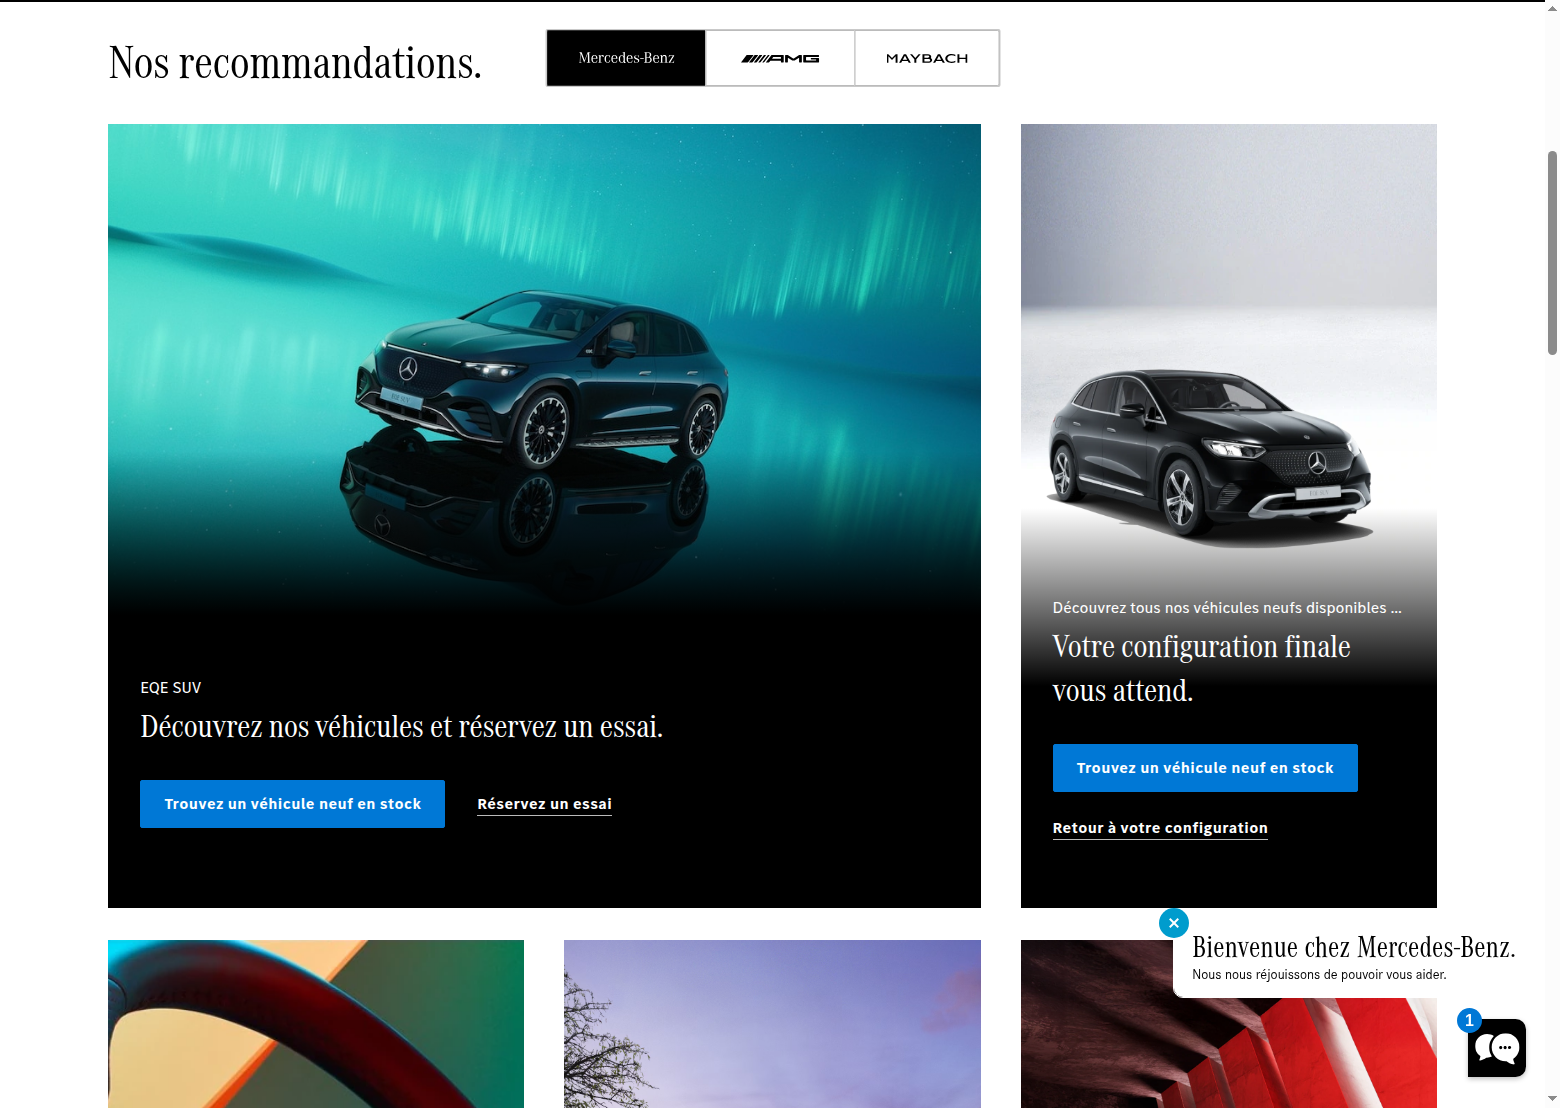 Nos recommandations.
Mercedes-Benz
AMG
MAYBACH
EQE SUV
Découvrez nos véhicules et réservez un essai.
Trouvez un véhicule neuf en stock
Réservez un essai
Découvrez tous nos véhicules neufs disponibles ...
Votre configuration finale
vous attend.
Trouvez un véhicule neuf en stock
Retour à votre configuration
Bienvenue chez Mercedes-Benz.
Nous nous réjouissons de pouvoir vous aider.
1